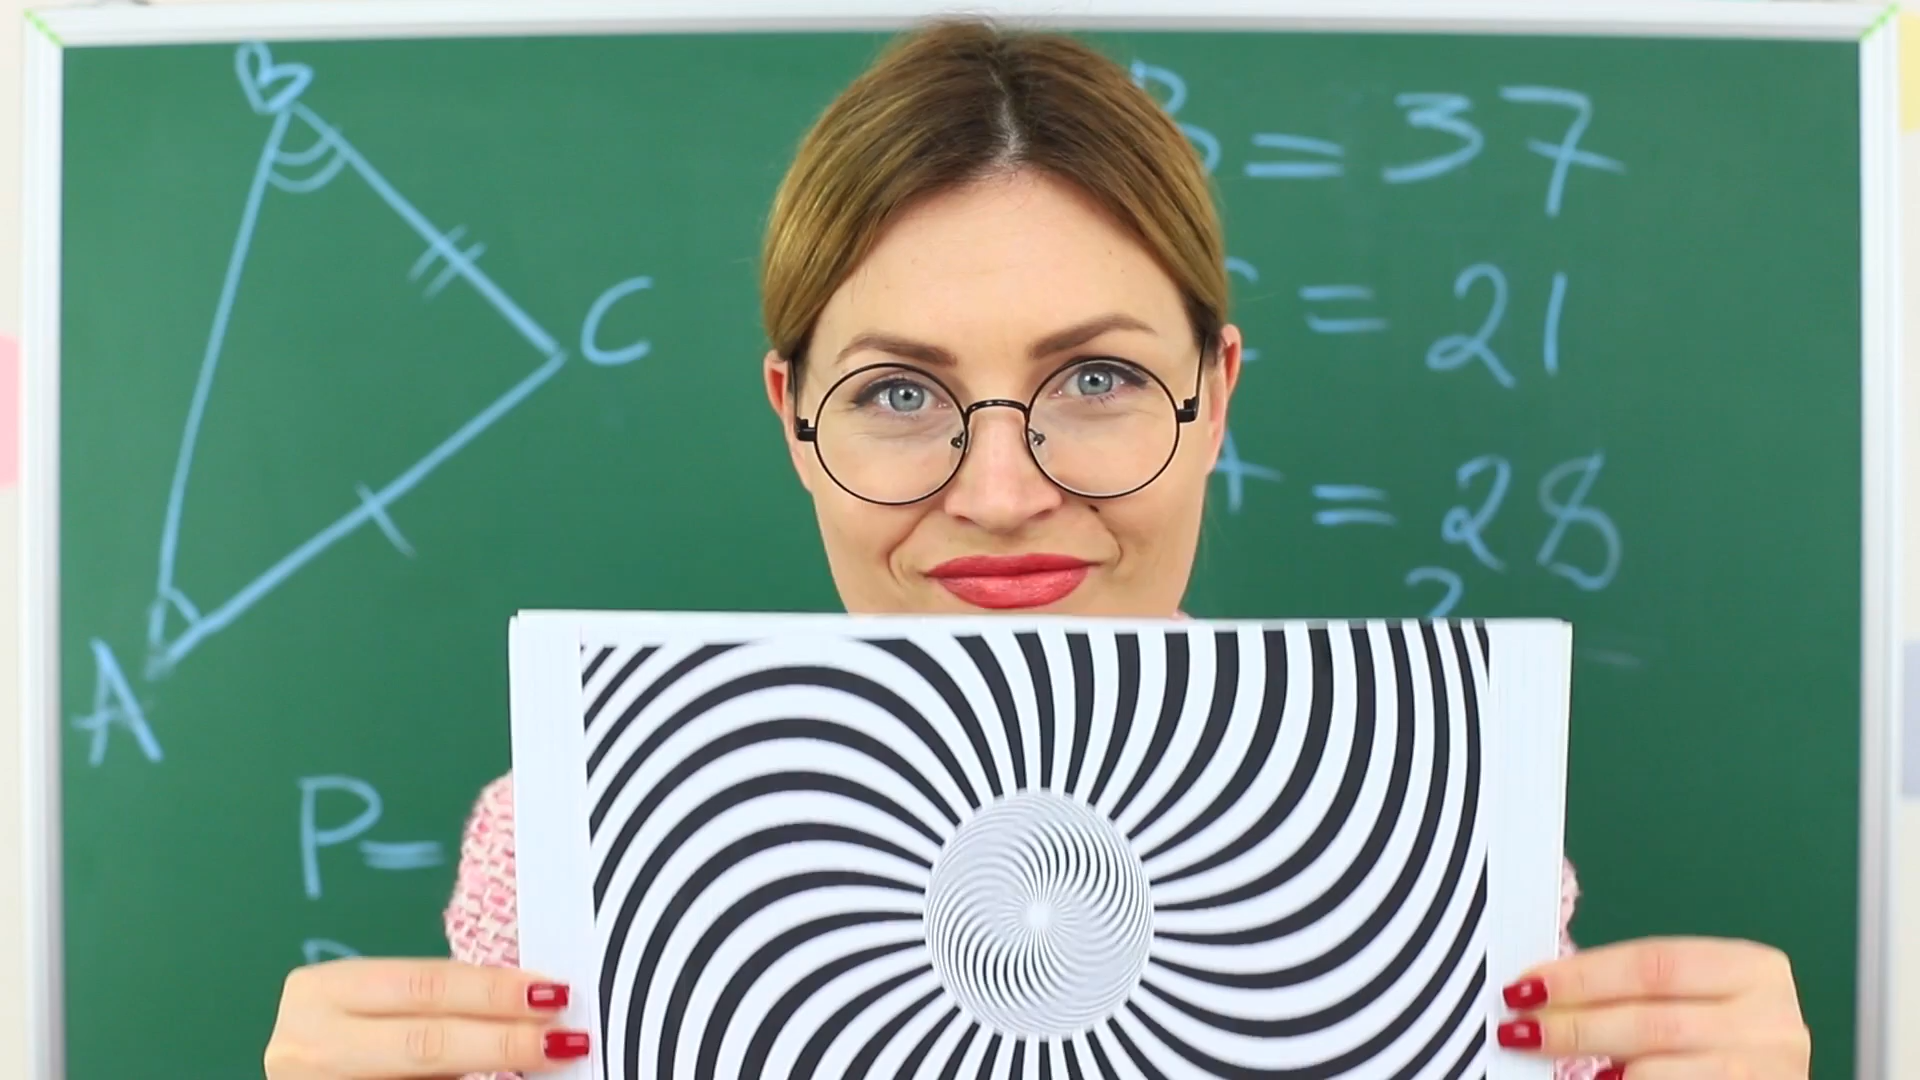 B
C
A
P=
B = 37
C = 21
A = 28
?